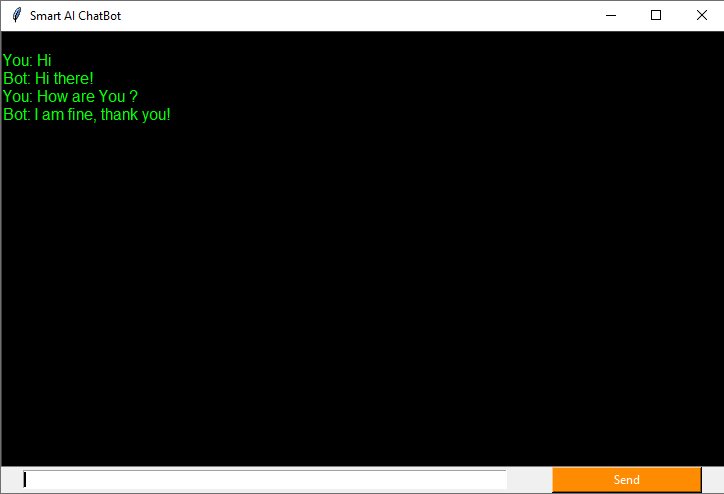 Smart AI ChatBot
You: Hi
Bot: Hi there!
You: How are You ?
Bot: I am fine, thank you!
Send